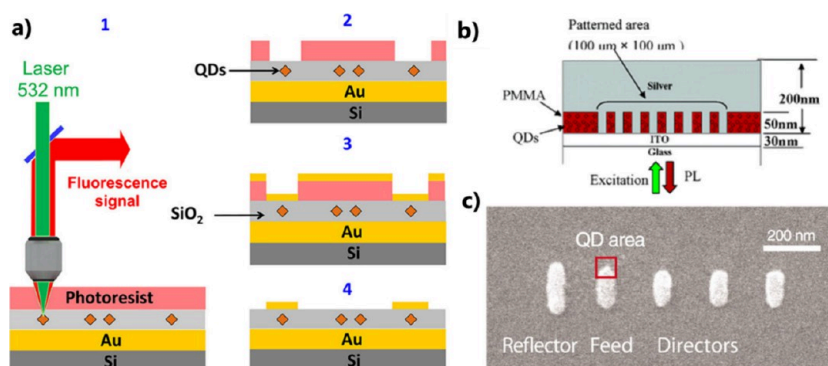 a)
1
Laser
532 nm
Fluorescence
signal
Photoresist
Au
Si
2
QDs
Au
Si
3
SiO2
Au
Si
4
Au
Si
b)
Patterned area
(100 μm × 100 μm)
Silver
PMMA
QDs
200nm
50nm
ITO
30nm
Glass
Excitation
PL
c)
QD area
200 nm
Reflector Feed Directors